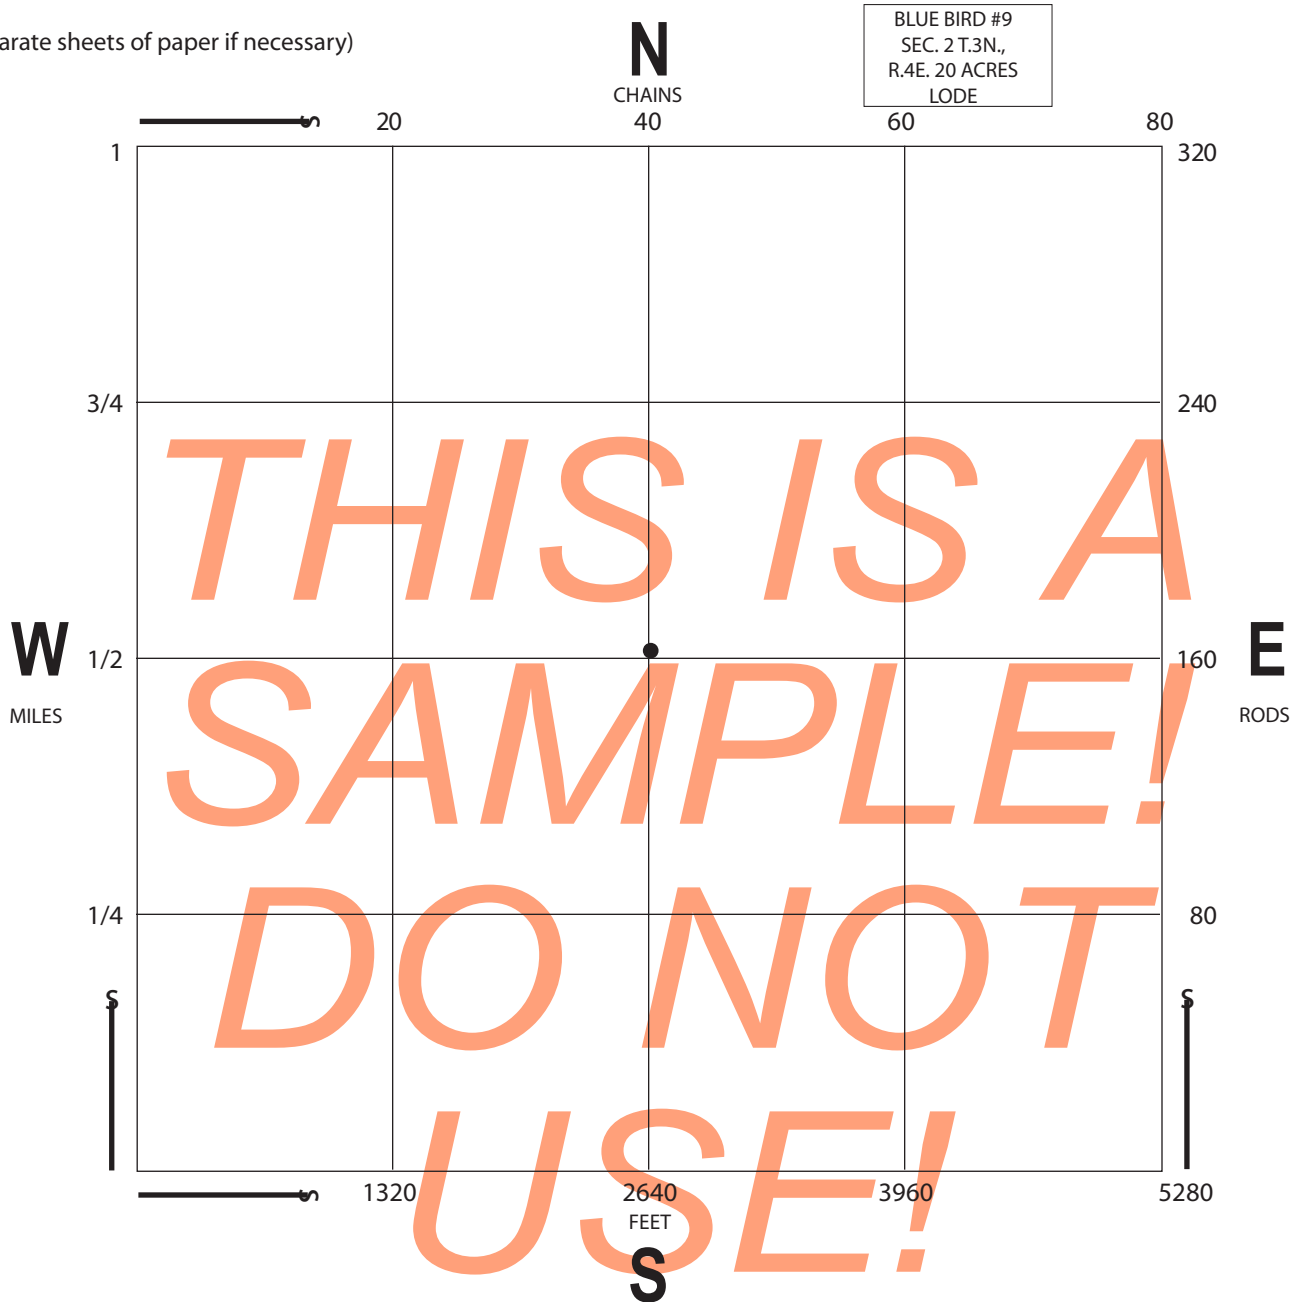 arate sheets of paper if necessary)
N
CHAINS
BLUE BIRD #9
SEC. 2 T.3N.,
R.4E. 20 ACRES
LODE
S 20 40 60 80
1 320
3/4 240
THIS IS A
W
MILES
1/2 160
E
RODS
SAMPLE!
1/4 80
DO NOT
S S
USE!
S 1320 2640 3960 5280
FEET
S